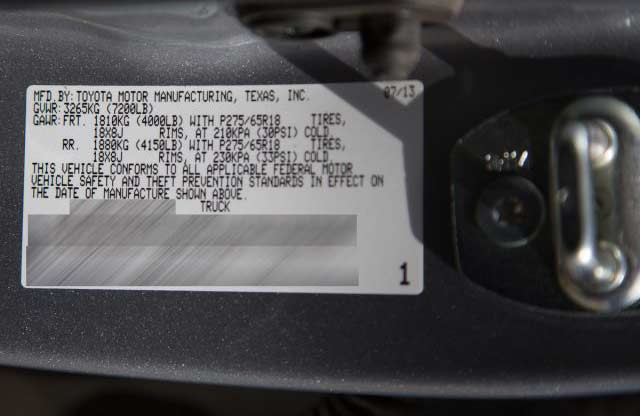 MFD.BY: TOYOTA MOTOR MANUFACTURING, TEXAS, INC. 07/13
GVWR: 3265KG (7200LB)
GAWR: FRT. 1810KG (4000LB) WITH P275/65R18 TIRES,
18X8J RIMS, AT 210KPA (30PSI) COLD
RR. 1880KG (4150LB) WITH P275/65R18 TIRES,
18X8J RIMS, AT 230KPA (33PSI) COLD
THIS VEHICLE CONFORMS TO ALL APPLICABLE FEDERAL MOTOR
VEHICLE SAFETY AND THEFT PREVENTION STANDARDS IN EFFECT ON
THE DATE OF MANUFACTURE SHOWN ABOVE.
TRUCK
1